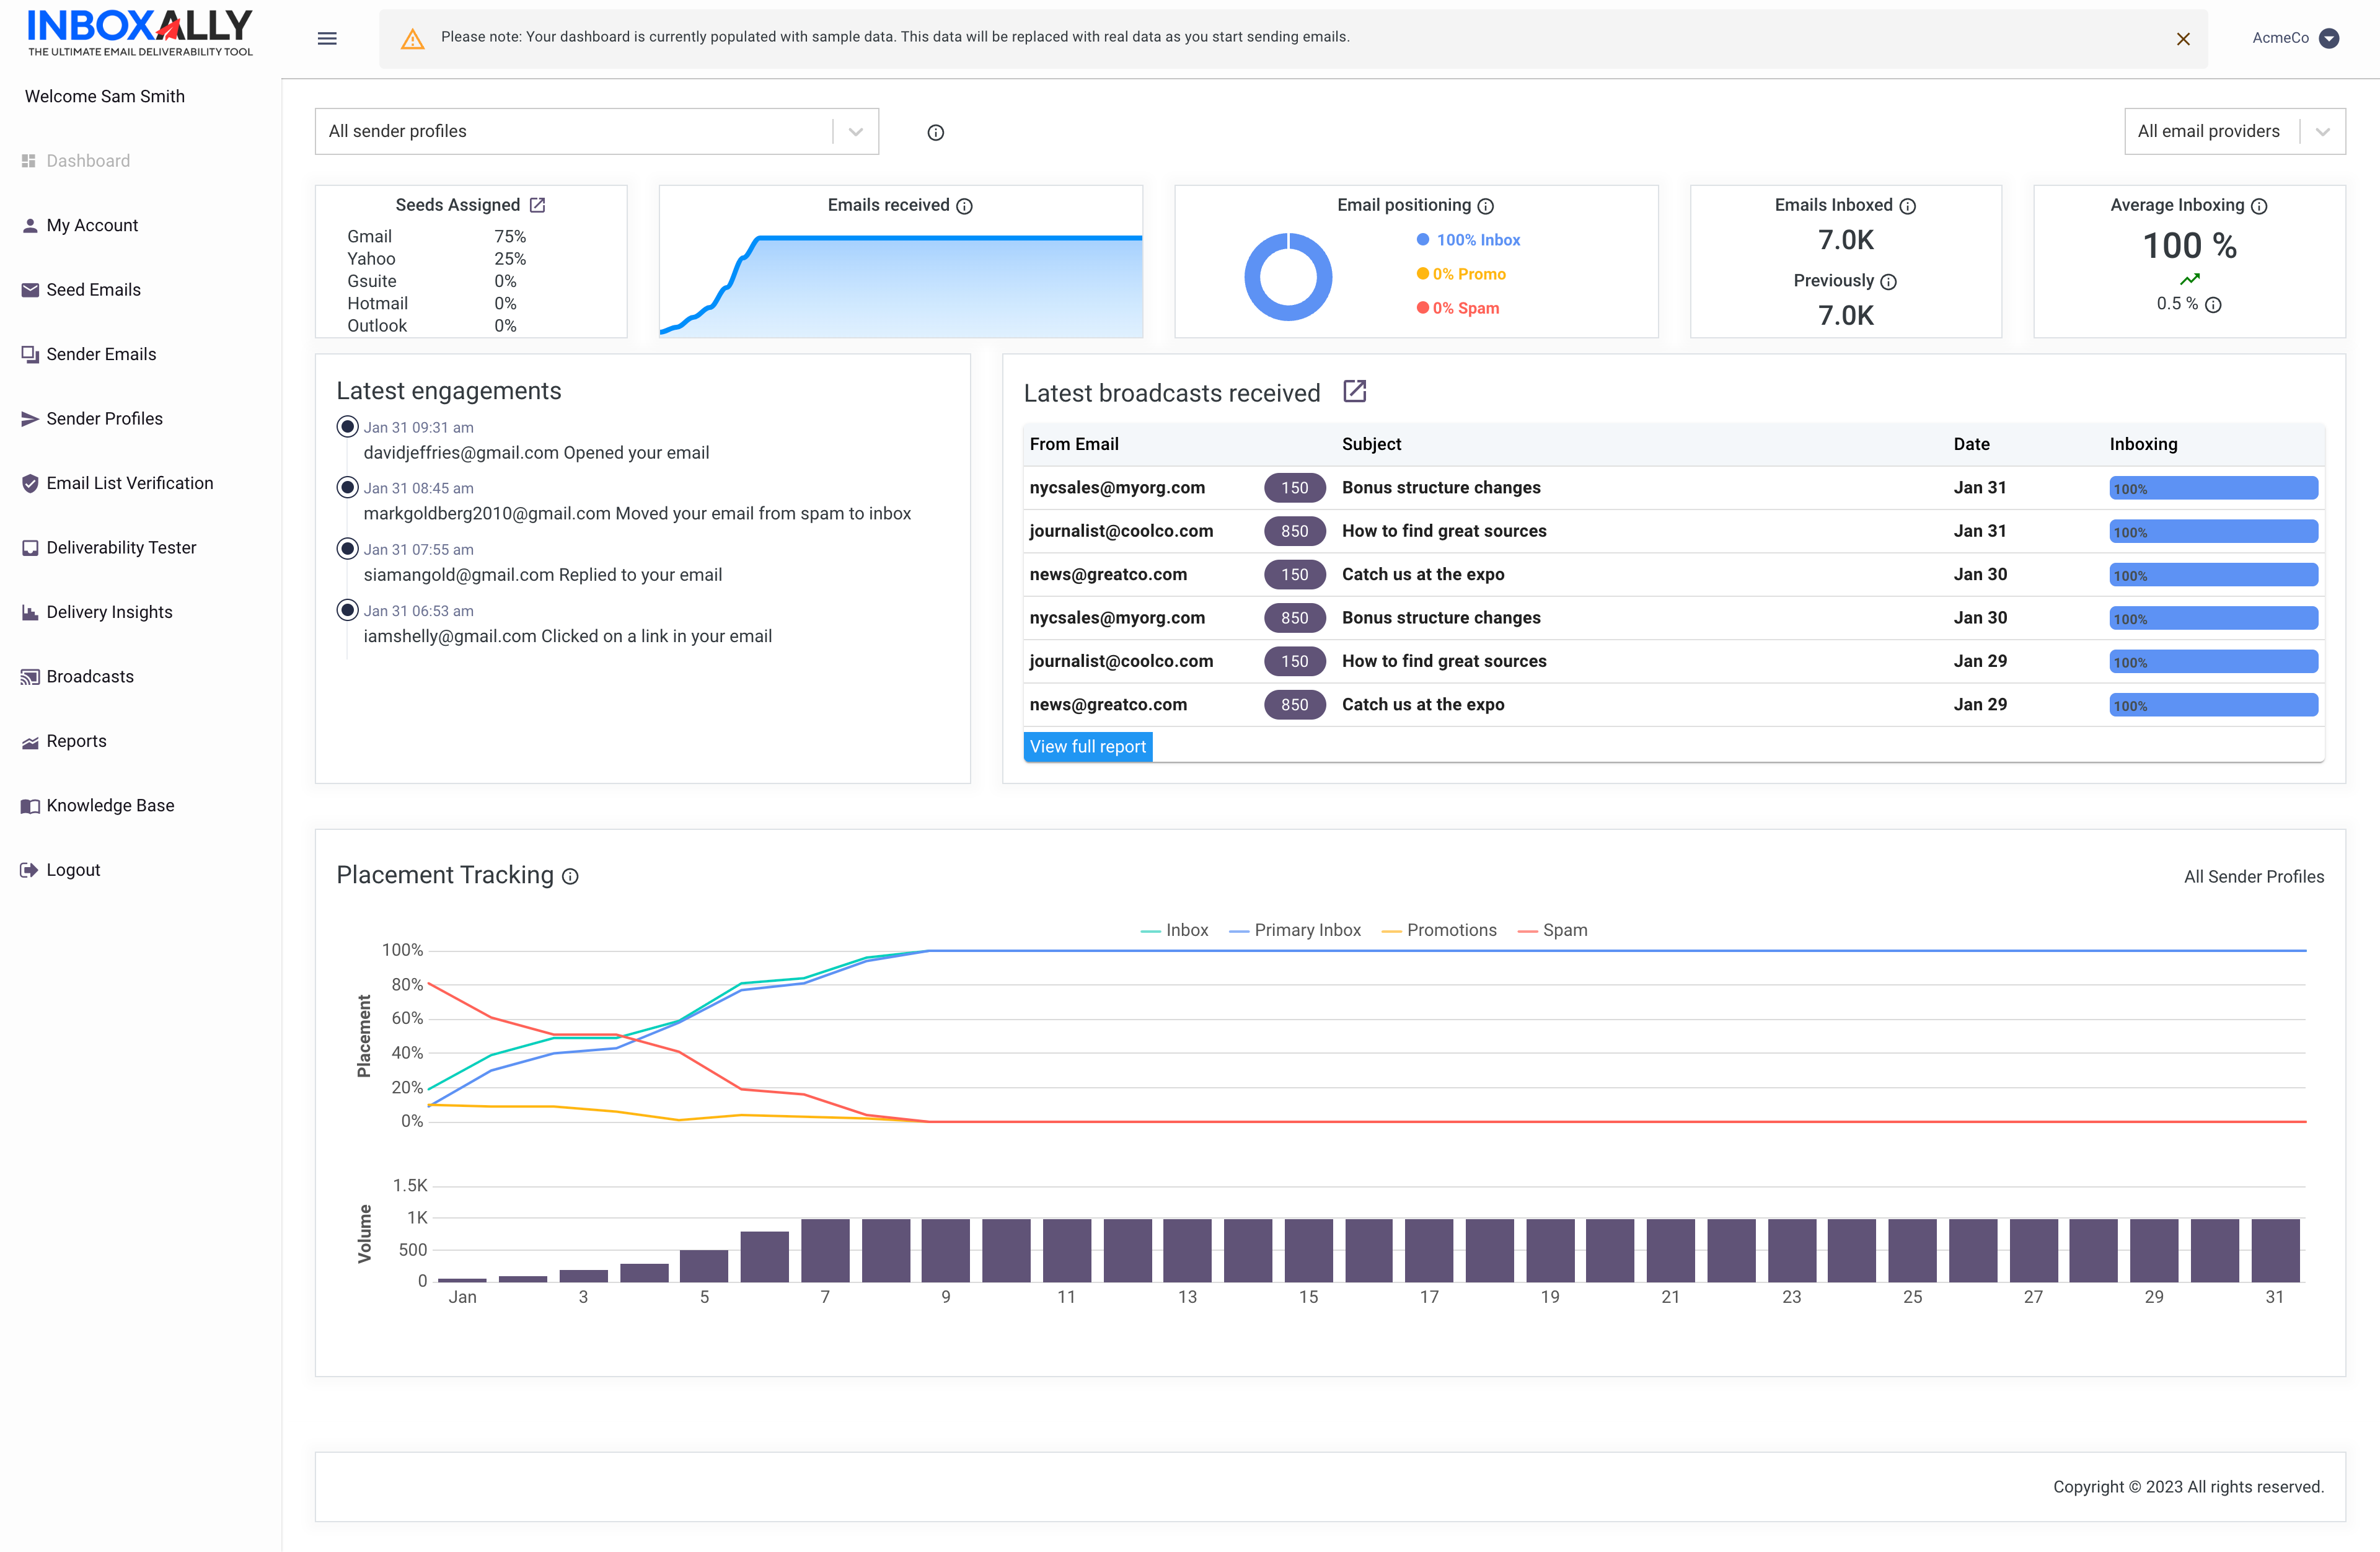 INBOXALLY
THE ULTIMATE EMAIL DELIVERABILITY TOOL
Please note: Your dashboard is currently populated with sample data. This data will be replaced with real data as you start sending emails.
AcmeCo
Welcome Sam Smith
Dashboard
My Account
Seed Emails
Sender Emails
Sender Profiles
Email List Verification
Deliverability Tester
Delivery Insights
Broadcasts
Reports
Knowledge Base
Logout
All sender profiles
All email providers
Seeds Assigned
Gmail 75%
Yahoo 25%
Gsuite 0%
Hotmail 0%
Outlook 0%
Emails received
Email positioning
100% Inbox
0% Promo
0% Spam
Emails Inboxed
7.0K
Previously
7.0K
Average Inboxing
100 %
0.5 %
Latest engagements
Jan 31 09:31 am
davidjeffries@gmail.com Opened your email
Jan 31 08:45 am
markgoldberg2010@gmail.com Moved your email from spam to inbox
Jan 31 07:55 am
siamangold@gmail.com Replied to your email
Jan 31 06:53 am
iamshelly@gmail.com Clicked on a link in your email
Latest broadcasts received
From Email Subject Date Inboxing
nycsales@myorg.com 150 Bonus structure changes Jan 31 100%
journalist@coolco.com 850 How to find great sources Jan 31 100%
news@greatco.com 150 Catch us at the expo Jan 30 100%
nycsales@myorg.com 850 Bonus structure changes Jan 30 100%
journalist@coolco.com 150 How to find great sources Jan 29 100%
news@greatco.com 850 Catch us at the expo Jan 29 100%
View full report
Placement Tracking
All Sender Profiles
Inbox Primary Inbox Promotions Spam
Placement
100%
80%
60%
40%
20%
0%
Volume
1.5K
1K
500
0
Jan 3 5 7 9 11 13 15 17 19 21 23 25 27 29 31
Copyright © 2023 All rights reserved.